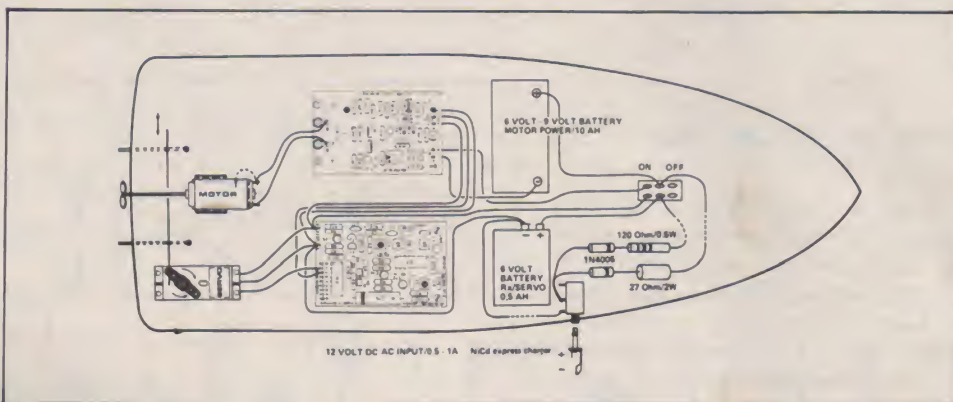 MOTOR
SERVO
6 VOLT - 9 VOLT BATTERY
MOTOR POWER/10 AH
ON OFF
6 VOLT
BATTERY
Rx/SERVO
0,5 AH
- +
120 Ohm/0.5W
1N4005
27 Ohm/2W
12 VOLT DC AC INPUT/0.5 - 1A NiCd express charger
+
-